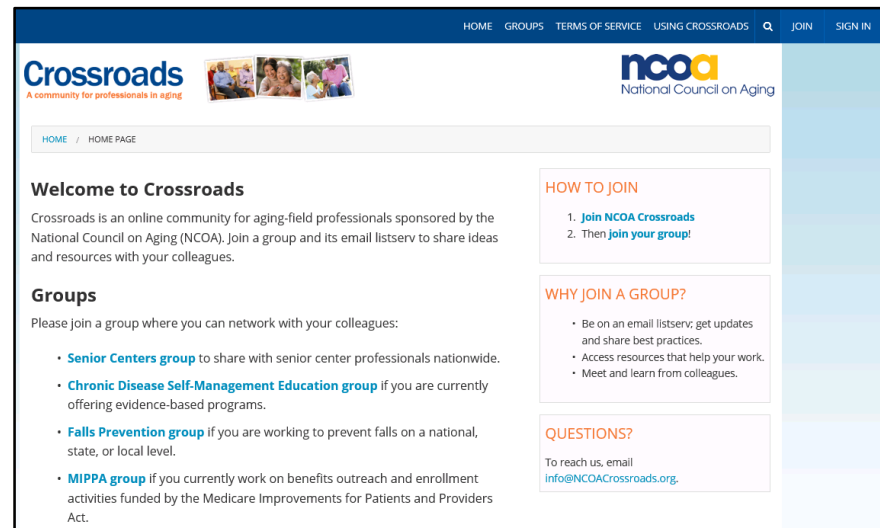 HOME GROUPS TERMS OF SERVICE USING CROSSROADS JOIN SIGN IN
Crossroads
A community for professionals in aging
ncoa
National Council on Aging
HOME / HOME PAGE
Welcome to Crossroads
Crossroads is an online community for aging-field professionals sponsored by the
National Council on Aging (NCOA). Join a group and its email listserv to share ideas
and resources with your colleagues.
Groups
Please join a group where you can network with your colleagues:
• Senior Centers group to share with senior center professionals nationwide.
• Chronic Disease Self-Management Education group if you are currently
offering evidence-based programs.
• Falls Prevention group if you are working to prevent falls on a national,
state, or local level.
• MIPPA group if you currently work on benefits outreach and enrollment
activities funded by the Medicare Improvements for Patients and Providers
Act.
HOW TO JOIN
1. Join NCOA Crossroads
2. Then join your group!
WHY JOIN A GROUP?
• Be on an email listserv; get updates
and share best practices.
• Access resources that help your work.
• Meet and learn from colleagues.
QUESTIONS?
To reach us, email
info@NCOACrossroads.org.